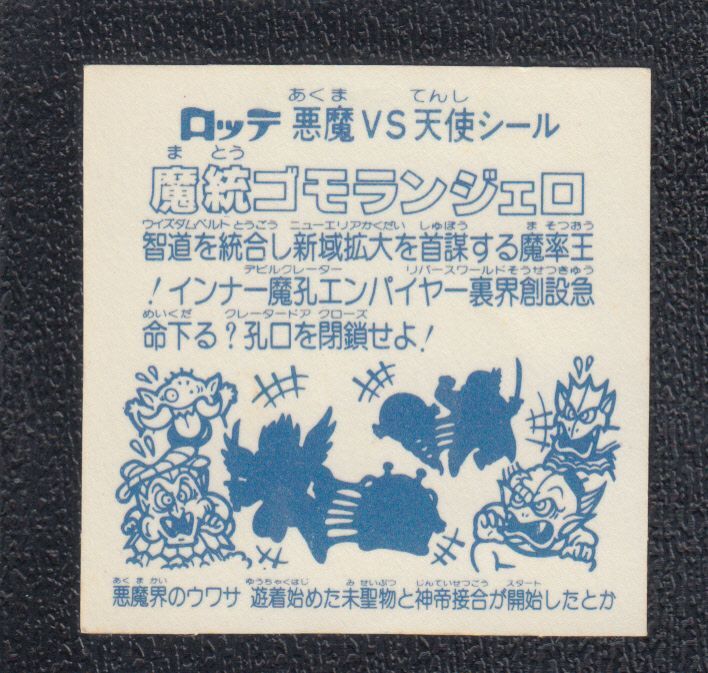 あくま てんし
ロッテ 悪魔VS天使シール
ま とう
魔統ゴモランジェロ
ウイズダムベルト とうごう ニューエリアかくだい しゅぼう ま そつおう
智道を統合し新域拡大を首謀する魔率王
デビルクレーター リバースワールドそうせつきゅう
！インナー魔孔エンパイヤー裏界創設急
めいくだ クレータードア クローズ
命下る？孔口を閉鎖せよ！
あく ま かい ゆうちゃくはじ み せいぶつ じんていせつごう スタート
悪魔界のウワサ 遊着始めた未聖物と神帝接合が開始したとか